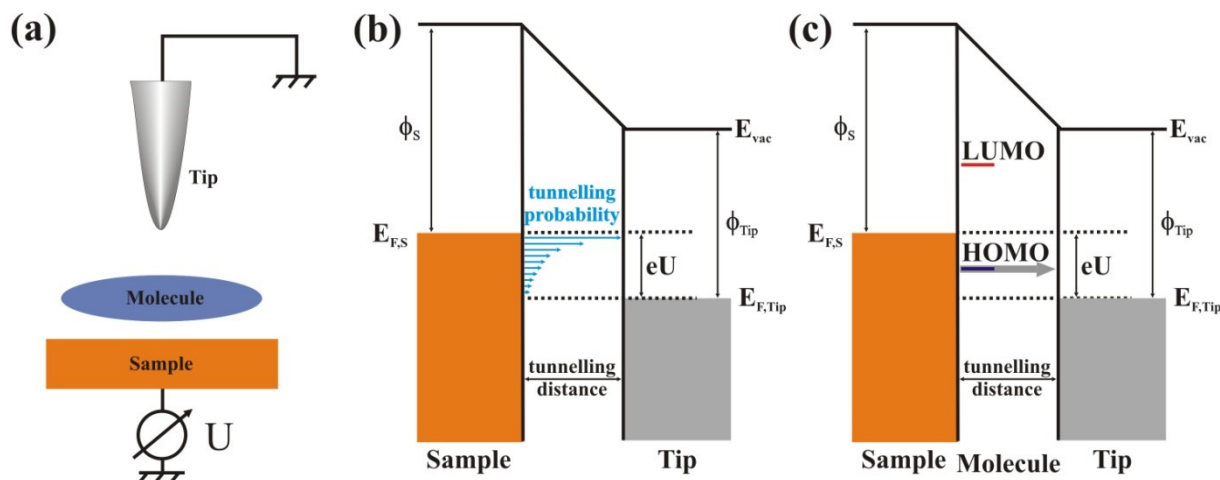 (a)
Tip
Molecule
Sample
U
(b)
ϕS
Evac
tunnelling
probability
EF,S
ϕTip
eU
EF,Tip
tunnelling
distance
Sample
Tip
(c)
ϕS
Evac
LUMO
ϕTip
EF,S
HOMO
eU
EF,Tip
tunnelling
distance
Sample
Molecule
Tip